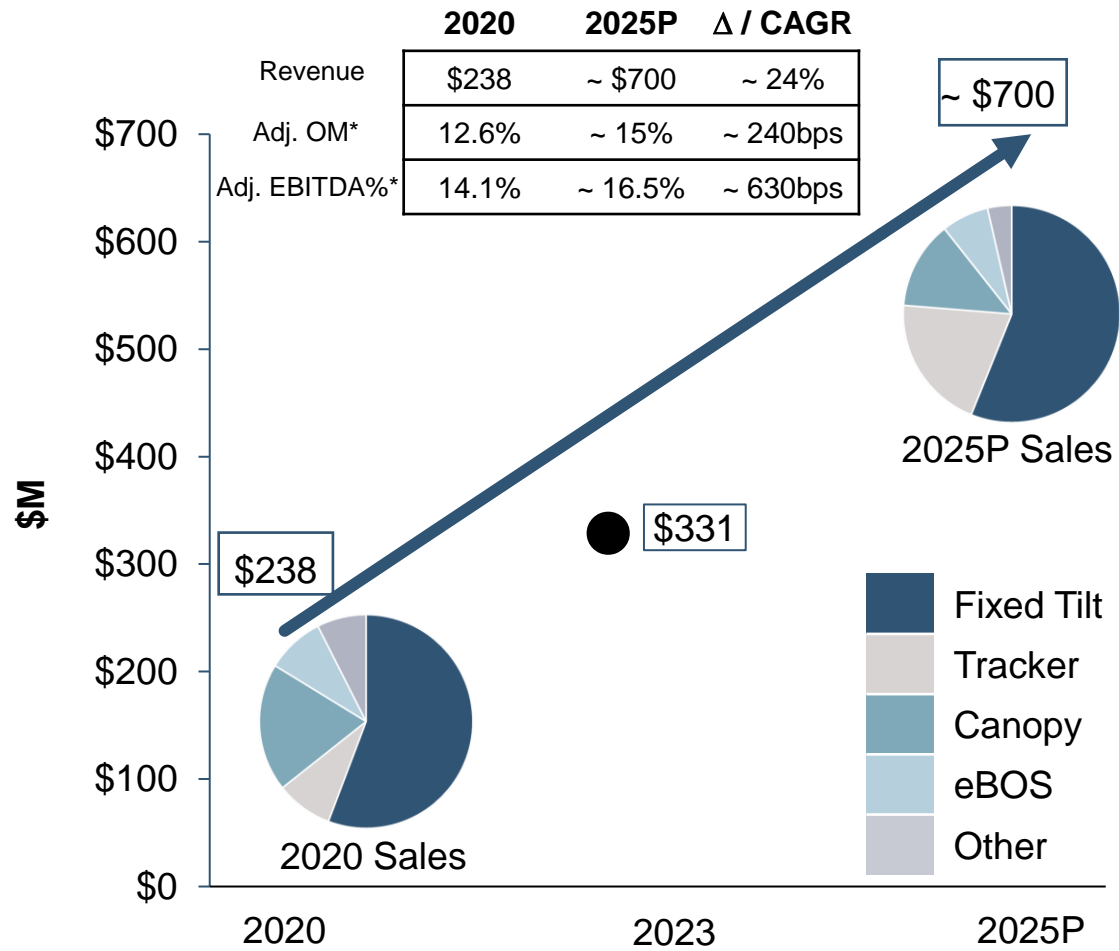 2020 2025P Δ / CAGR
Revenue $238 ~ $700 ~ 24%
Adj. OM* 12.6% ~ 15% ~ 240bps
Adj. EBITDA%* 14.1% ~ 16.5% ~ 630bps
~ $700
$700
$600
$500
$400
$300
$200
$100
$0
$M
2025P Sales
$331
$238
Fixed Tilt
Tracker
Canopy
eBOS
Other
2020 Sales
2020 2023 2025P